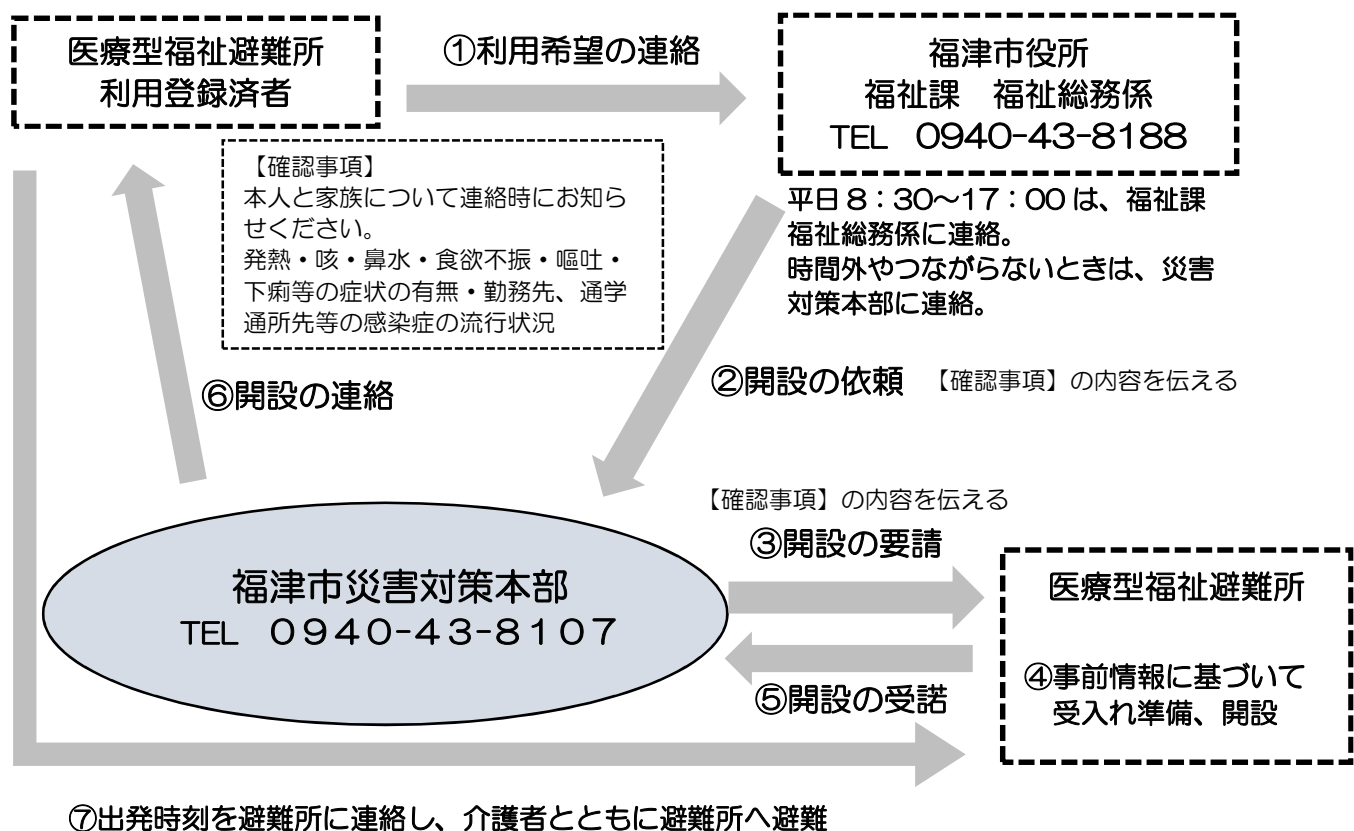 医療型福祉避難所
利用登録済者
①利用希望の連絡
福津市役所
福祉課　福祉総務係
TEL　0940-43-8188
【確認事項】
本人と家族について連絡時にお知ら
せください。
発熱・咳・鼻水・食欲不振・嘔吐・
下痢等の症状の有無・勤務先、通学
通所先等の感染症の流行状況
平日8：30～17：00は、福祉課
福祉総務係に連絡。
時間外やつながらないときは、災害
対策本部に連絡。
⑥開設の連絡
②開設の依頼　【確認事項】の内容を伝える
【確認事項】の内容を伝える
③開設の要請
福津市災害対策本部
TEL　０９４０-４３-８１０７
医療型福祉避難所
④事前情報に基づいて
受入れ準備、開設
⑤開設の受諾
⑦出発時刻を避難所に連絡し、介護者とともに避難所へ避難